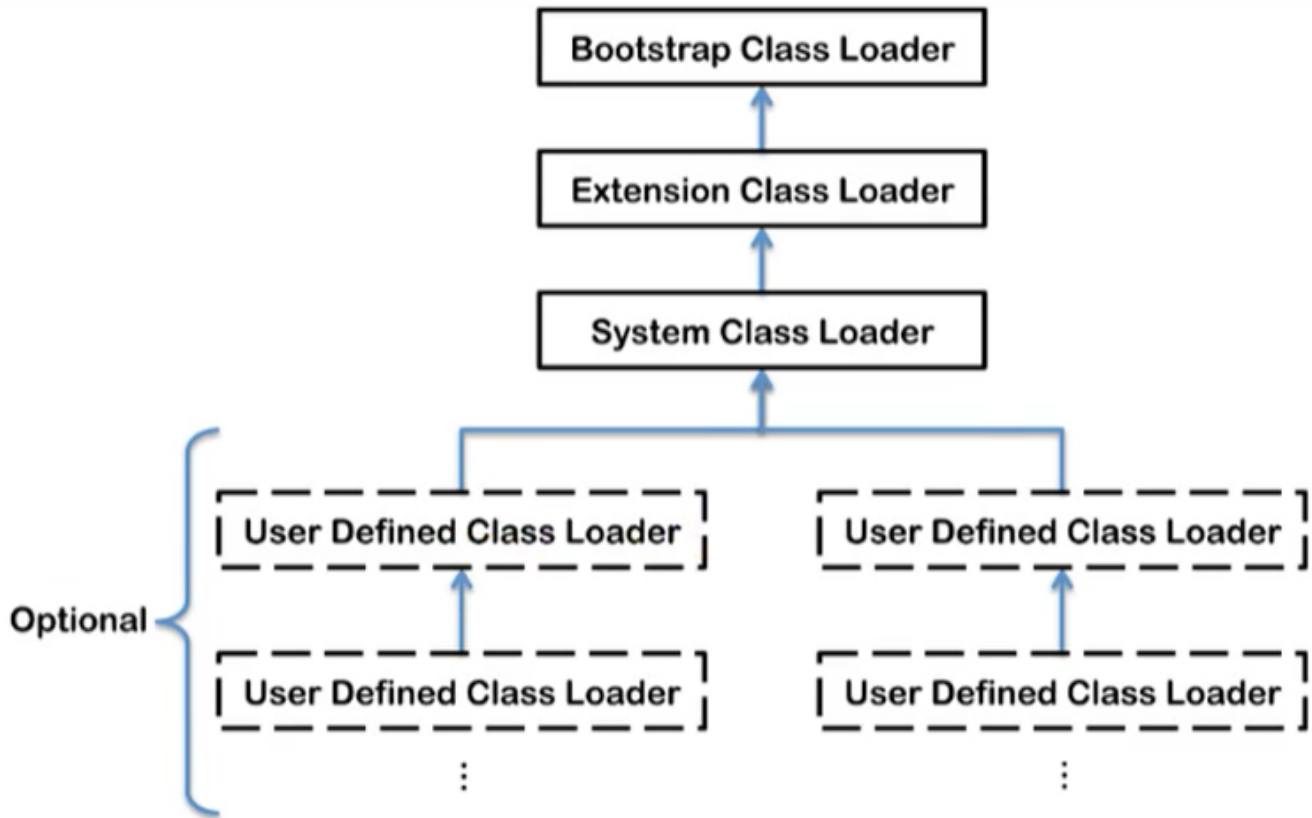 Bootstrap Class Loader
Extension Class Loader
System Class Loader
User Defined Class Loader
User Defined Class Loader
Optional
User Defined Class Loader
User Defined Class Loader